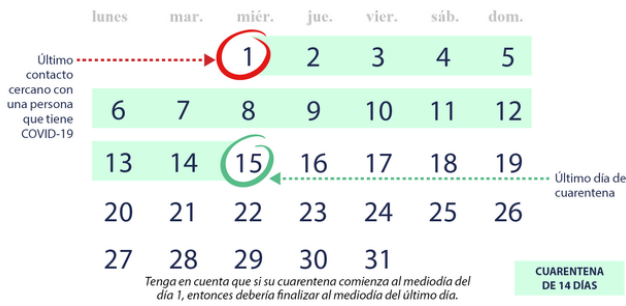 lunes mar. miér. jue. vier. sáb. dom.
Último
contacto
cercano con
una persona
que tiene
COVID-19
1 2 3 4 5
6 7 8 9 10 11 12
13 14 15 16 17 18 19
Último día de
cuarentena
20 21 22 23 24 25 26
27 28 29 30 31
Tenga en cuenta que si su cuarentena comienza al mediodía del
día 1, entonces debería finalizar al mediodía del último día.
CUARENTENA
DE 14 DÍAS